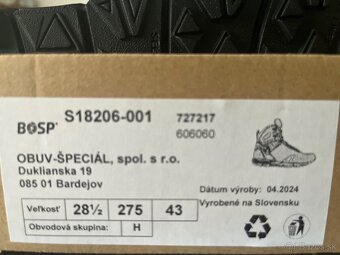 BOSP®
S18206-001
727217
606060
OBUV-ŠPECIÁL, spol. s r.o.
Duklianska 19
085 01 Bardejov
Dátum výroby: 04.2024
Vyrobené na Slovensku
Veľkosť 28½ 275 43
Obvodová skupina: H